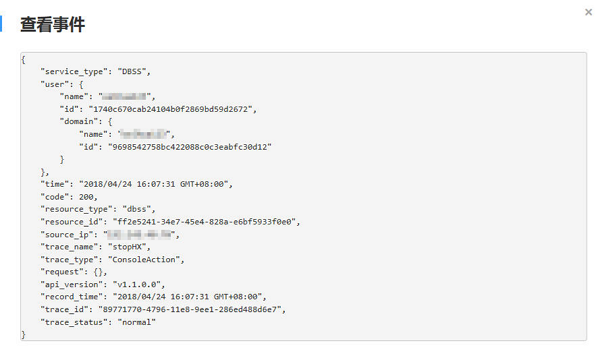 查看事件
×
{
"service_type": "DBSS",
"user": {
"name": "",
"id": "1740c670cab24104b0f2869bd59d2672",
"domain": {
"name": "",
"id": "9698542758bc422088c0c3eabfc30d12"
}
},
"time": "2018/04/24 16:07:31 GMT+08:00",
"code": 200,
"resource_type": "dbss",
"resource_id": "ff2e5241-34e7-45e4-828a-e6bf5933f0e0",
"source_ip": "",
"trace_name": "stopHX",
"trace_type": "ConsoleAction",
"request": {},
"api_version": "v1.1.0.0",
"record_time": "2018/04/24 16:07:31 GMT+08:00",
"trace_id": "89771770-4796-11e8-9ee1-286ed488d6e7",
"trace_status": "normal"
}